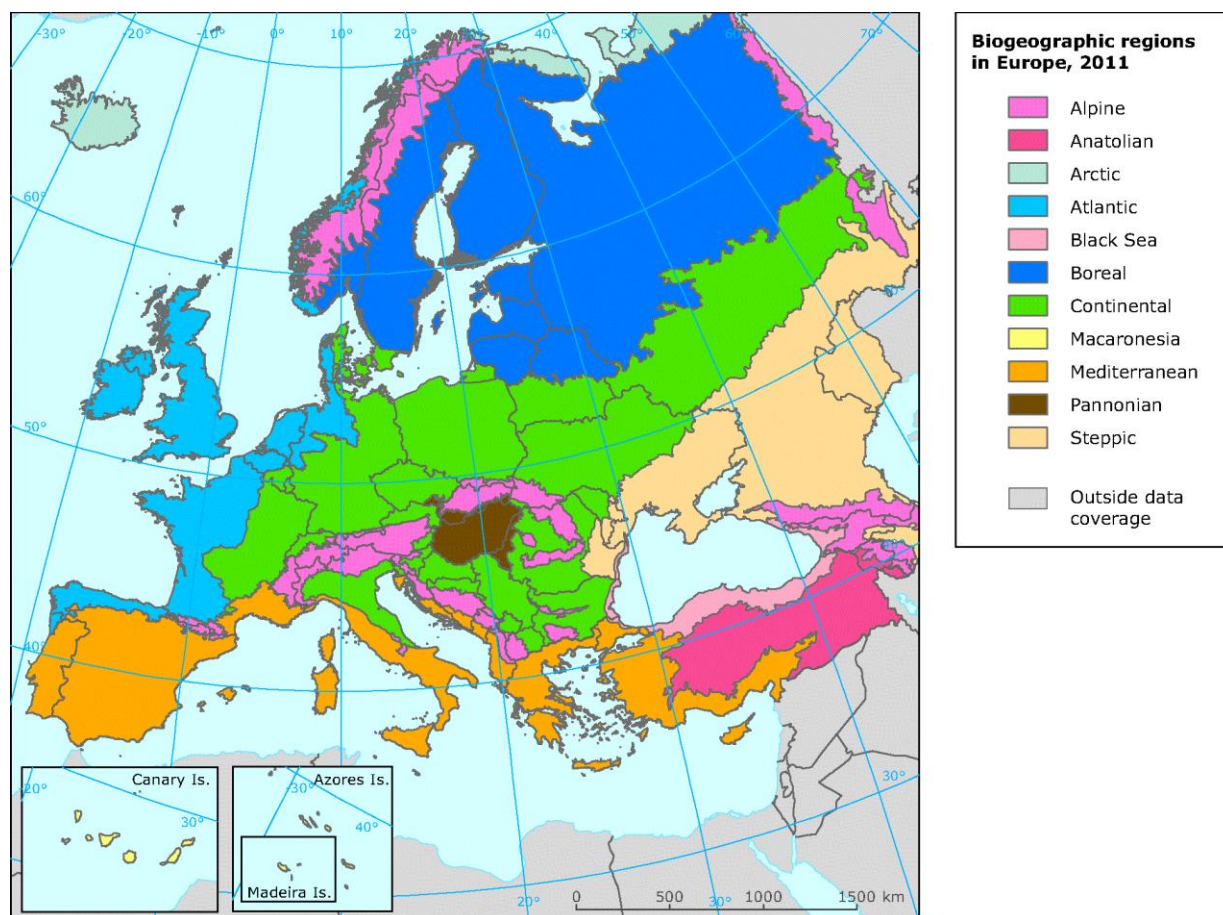 -30°
-20°
-10°
0°
10°
20°
30°
40°
50°
60°
70°
60°
50°
40°
50°
40°
30°
20°
30°
Canary Is.
20°
30°
Azores Is.
-30°
40°
Madeira Is.
0 500 1000 1500 km
Biogeographic regions
in Europe, 2011
Alpine
Anatolian
Arctic
Atlantic
Black Sea
Boreal
Continental
Macaronesia
Mediterranean
Pannonian
Steppic
Outside data
coverage